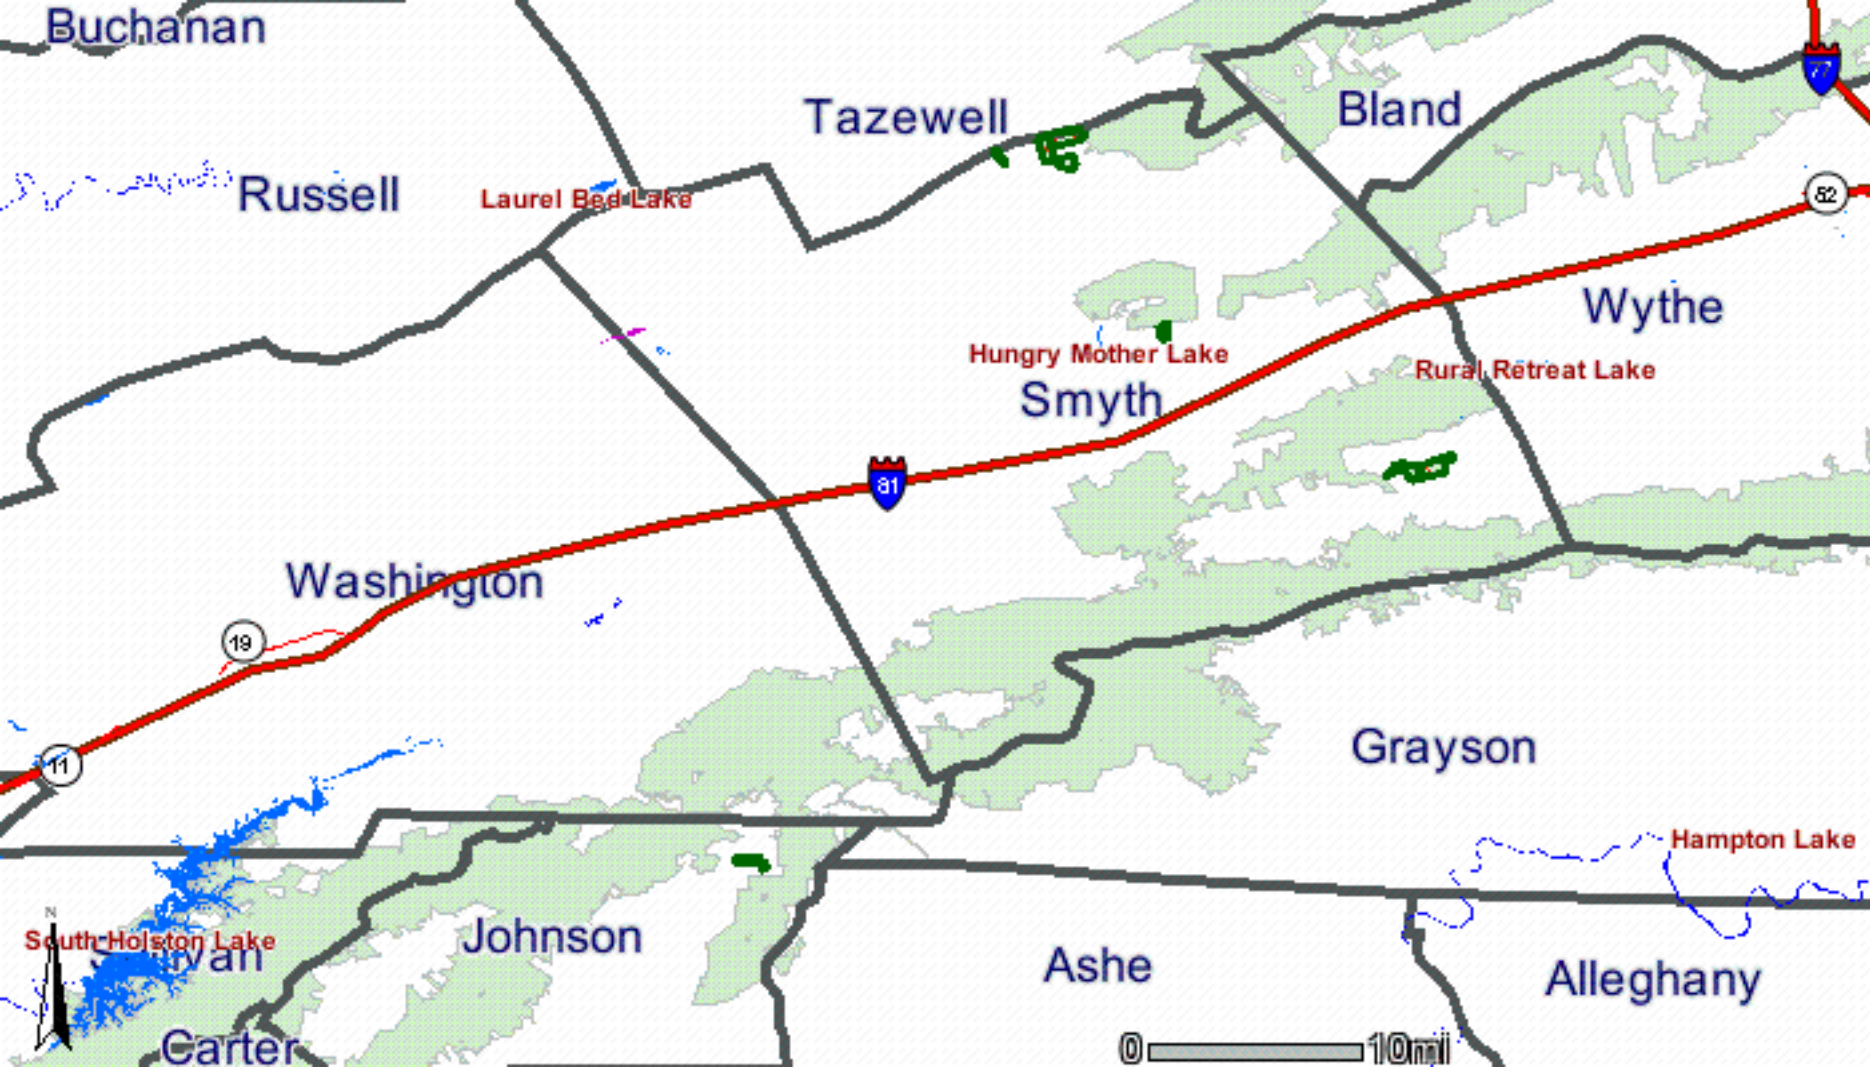 Buchanan
77
Tazewell
Bland
52
Russell
Laurel Bed Lake
Wythe
Hungry Mother Lake
Rural Retreat Lake
Smyth
81
Washington
19
Grayson
11
Hampton Lake
N
South Holston Lake
Sullivan
Johnson
Ashe
Alleghany
Carter
0 10mi